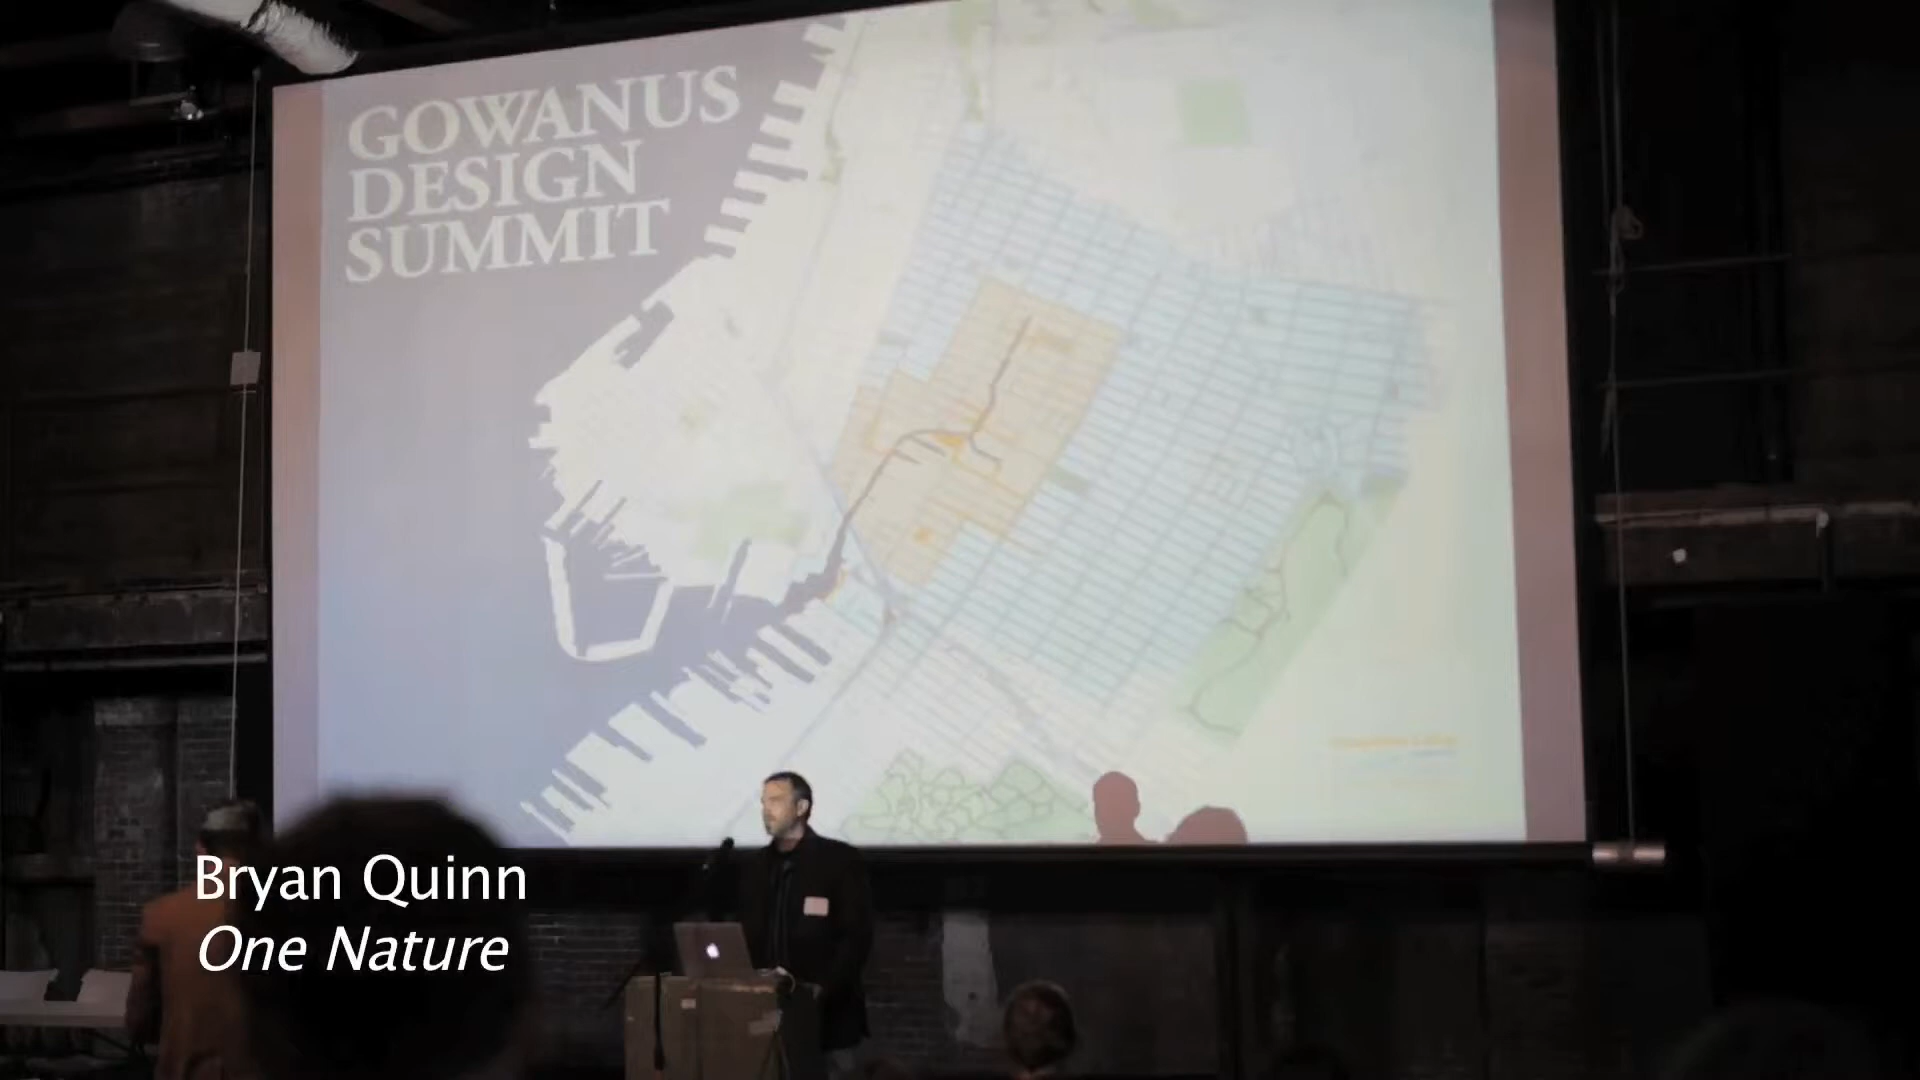 GOWANUS
DESIGN
SUMMIT
Bryan Quinn
One Nature